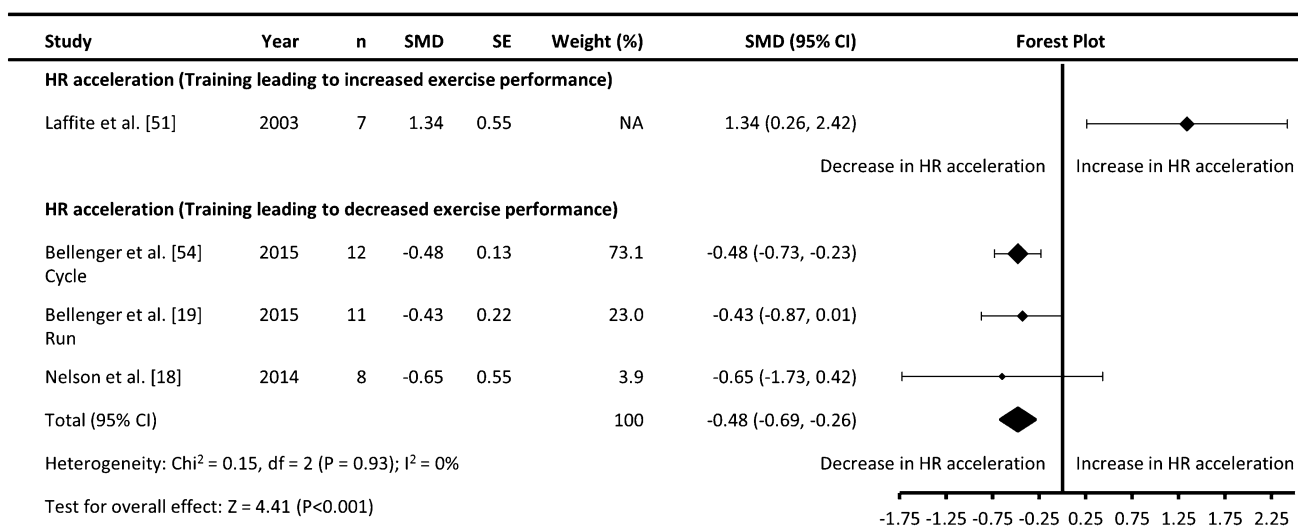 Study Year n SMD SE Weight (%) SMD (95% CI) Forest Plot
HR acceleration (Training leading to increased exercise performance)
Laffite et al. [51] 2003 7 1.34 0.55 NA 1.34 (0.26, 2.42)
Decrease in HR acceleration Increase in HR acceleration
HR acceleration (Training leading to decreased exercise performance)
Bellenger et al. [54] 2015 12 -0.48 0.13 73.1 -0.48 (-0.73, -0.23)
Cycle
Bellenger et al. [19] 2015 11 -0.43 0.22 23.0 -0.43 (-0.87, 0.01)
Run
Nelson et al. [18] 2014 8 -0.65 0.55 3.9 -0.65 (-1.73, 0.42)
Total (95% CI) 100 -0.48 (-0.69, -0.26)
Heterogeneity: Chi² = 0.15, df = 2 (P = 0.93); I² = 0% Decrease in HR acceleration Increase in HR acceleration
Test for overall effect: Z = 4.41 (P<0.001)
-1.75 -1.25 -0.75 -0.25 0.25 0.75 1.25 1.75 2.25